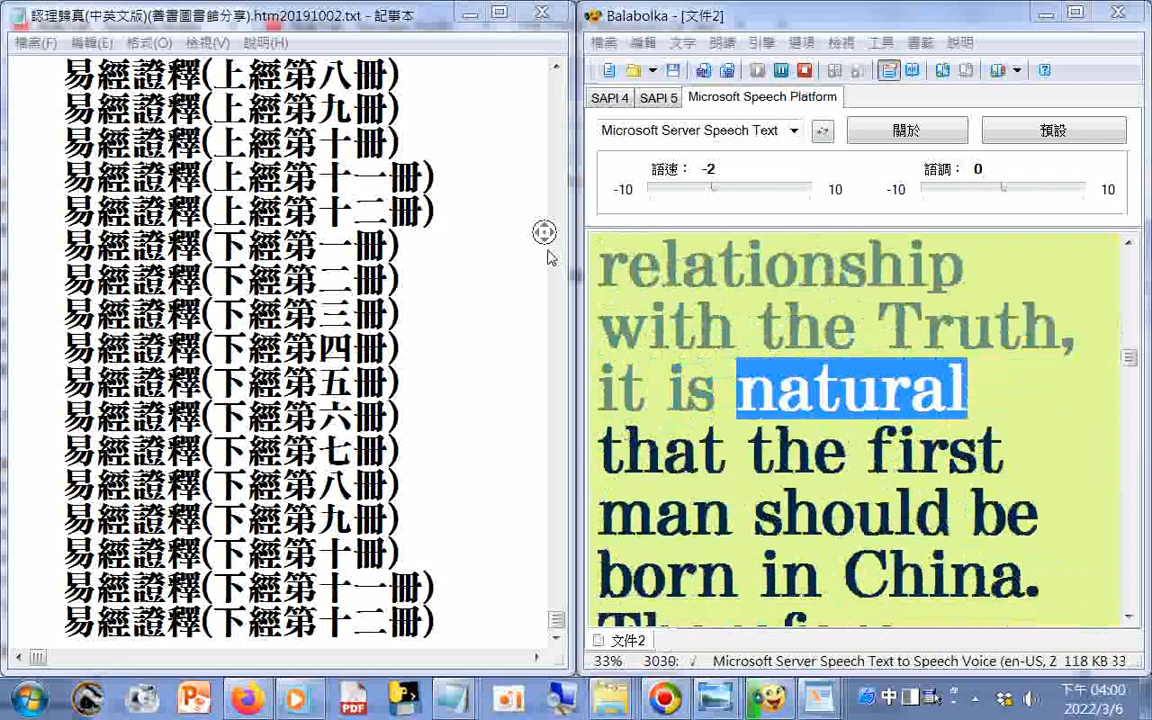 認理歸真(中英文版)(善書圖書館分享).htm20191002.txt - 記事本
檔案(F) 編輯(E) 格式(O) 檢視(V) 說明(H)
易經證釋(上經第八冊)
易經證釋(上經第九冊)
易經證釋(上經第十冊)
易經證釋(上經第十一冊)
易經證釋(上經第十二冊)
易經證釋(下經第一冊)
易經證釋(下經第二冊)
易經證釋(下經第三冊)
易經證釋(下經第四冊)
易經證釋(下經第五冊)
易經證釋(下經第六冊)
易經證釋(下經第七冊)
易經證釋(下經第八冊)
易經證釋(下經第九冊)
易經證釋(下經第十冊)
易經證釋(下經第十一冊)
易經證釋(下經第十二冊)
Balabolka - [文件2]
檔案 編輯 文字 朗讀 引擎 選項 檢視 工具 書籤 說明
SAPI 4 SAPI 5 Microsoft Speech Platform
Microsoft Server Speech Text 關於 預設
語速： -2 語調： 0
-10 10 -10 10
relationship
with the Truth,
it is natural
that the first
man should be
born in China.
文件2
33% Microsoft Server Speech Text to Speech Voice (en-US, Z 118 KB 33
PDF
中
下午 04:00
2022/3/6